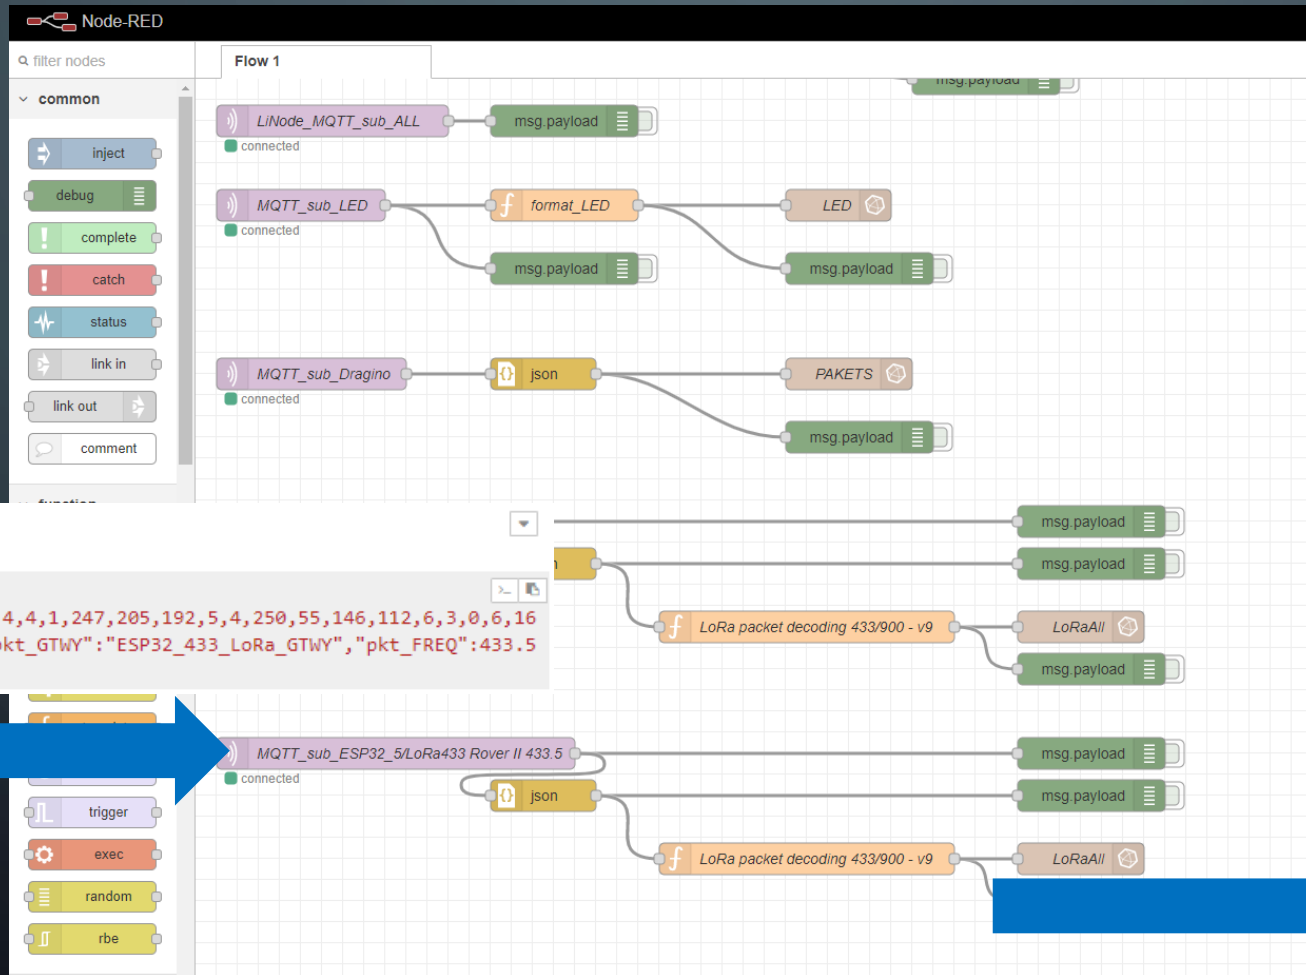 Node-RED
filter nodes
Flow 1
common
inject
debug
complete
catch
status
link in
link out
comment
msg.payload
LiNode_MQTT_sub_ALL
msg.payload
connected
MQTT_sub_LED
format_LED
LED
connected
msg.payload
msg.payload
MQTT_sub_Dragino
json
PAKETS
connected
msg.payload
function
msg.payload
msg.payload
4,4,1,247,205,192,5,4,250,55,146,112,6,3,0,6,16
kt_GTWY":"ESP32_433_LoRa_GTWY","pkt_FREQ":433.5
LoRa packet decoding 433/900 - v9
LoRaAll
msg.payload
MQTT_sub_ESP32_5/LoRa433 Rover II 433.5
msg.payload
connected
json
msg.payload
LoRa packet decoding 433/900 - v9
LoRaAll
trigger
exec
random
rbe